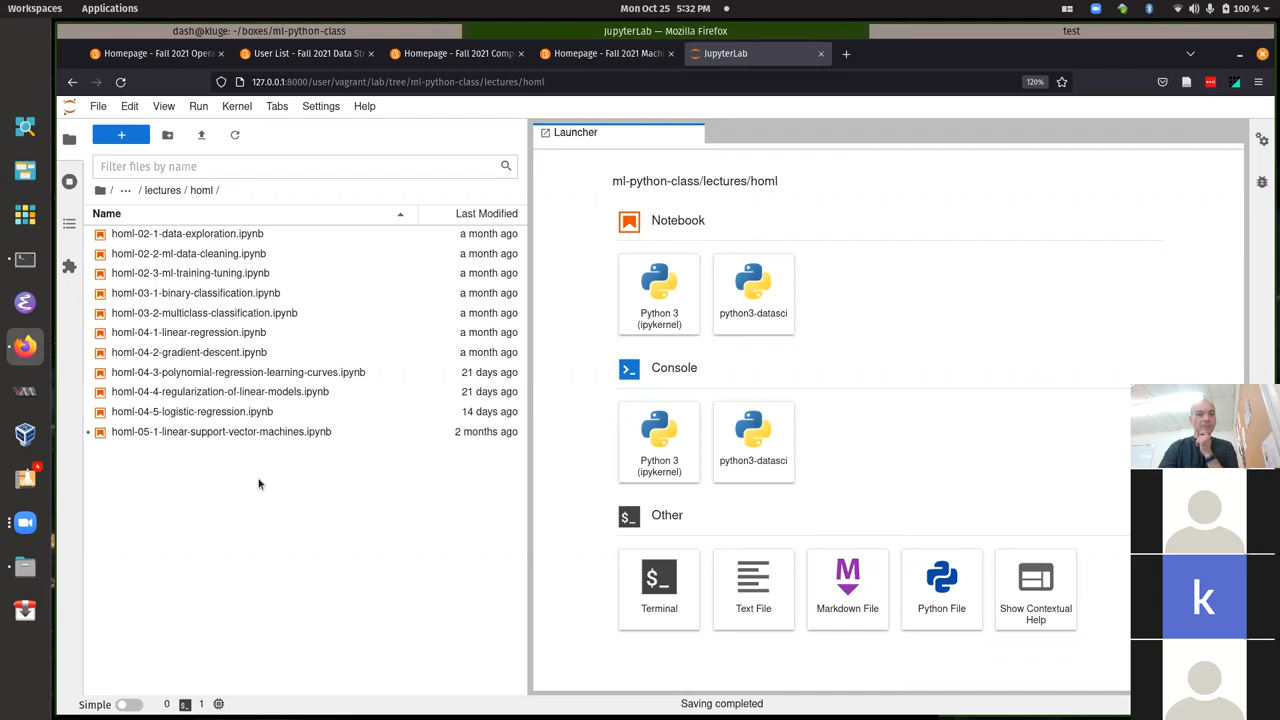 Workspaces
Applications
Mon Oct 25 5:32 PM
100 %
dash@kluge: ~/boxes/ml-python-class
JupyterLab — Mozilla Firefox
test
Homepage - Fall 2021 Opera
User List - Fall 2021 Data Str
Homepage - Fall 2021 Comp
Homepage - Fall 2021 Machi
JupyterLab
127.0.0.1:8000/user/vagrant/lab/tree/ml-python-class/lectures/homl
120%
File Edit View Run Kernel Tabs Settings Help
Filter files by name
/ ··· / lectures / homl /
Name Last Modified
homl-02-1-data-exploration.ipynb a month ago
homl-02-2-ml-data-cleaning.ipynb a month ago
homl-02-3-ml-training-tuning.ipynb a month ago
homl-03-1-binary-classification.ipynb a month ago
homl-03-2-multiclass-classification.ipynb a month ago
homl-04-1-linear-regression.ipynb a month ago
homl-04-2-gradient-descent.ipynb a month ago
homl-04-3-polynomial-regression-learning-curves.ipynb 21 days ago
homl-04-4-regularization-of-linear-models.ipynb 21 days ago
homl-04-5-logistic-regression.ipynb 14 days ago
homl-05-1-linear-support-vector-machines.ipynb 2 months ago
Launcher
ml-python-class/lectures/homl
Notebook
Python 3
(ipykernel)
python3-datasci
Console
Python 3
(ipykernel)
python3-datasci
$_ Other
$_
Terminal
Text File
M
Markdown File
Python File
Show Contextual
Help
k
Simple 0 $_ 1
Saving completed